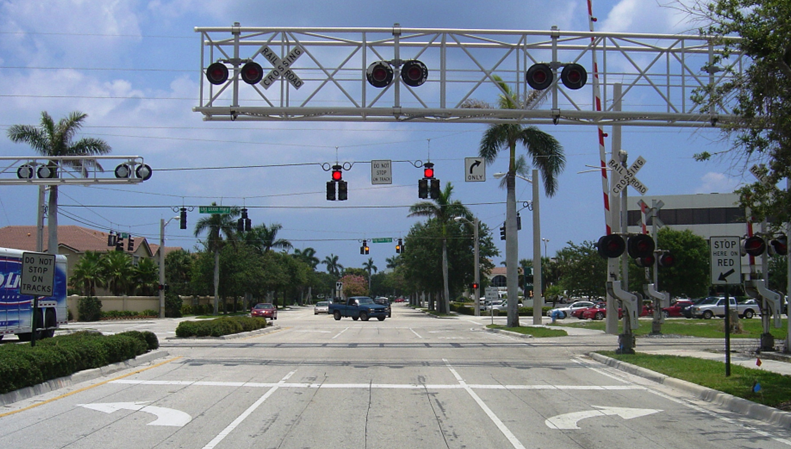 RAIL
ROAD
CROSSING
DO NOT
STOP
ON TRACK
ONLY
RAIL
ROAD
CROSSING
DO NOT
STOP
ON
TRACKS
STOP
HERE ON
RED